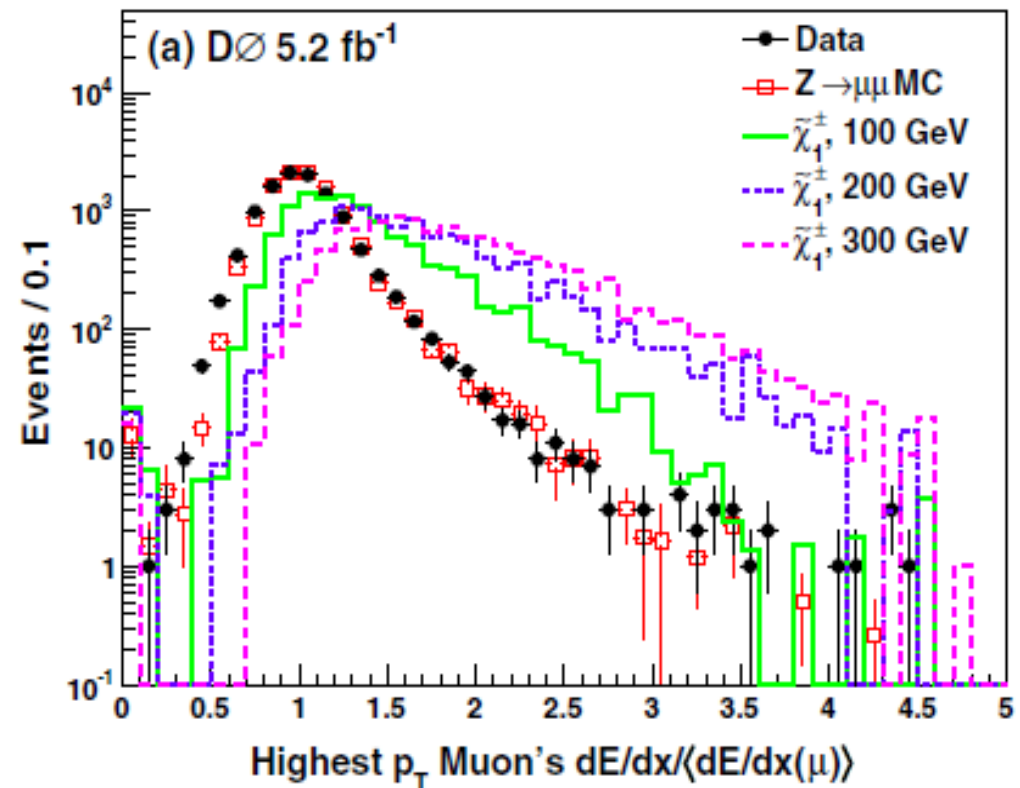 (a) DØ 5.2 fb⁻¹
Data
Z →μμ MC
χ̃₁±, 100 GeV
χ̃₁±, 200 GeV
χ̃₁±, 300 GeV
Events / 0.1
10⁴
10³
10²
10
1
10⁻¹
0 0.5 1 1.5 2 2.5 3 3.5 4 4.5 5
Highest p_T Muon's dE/dx/⟨dE/dx(μ)⟩